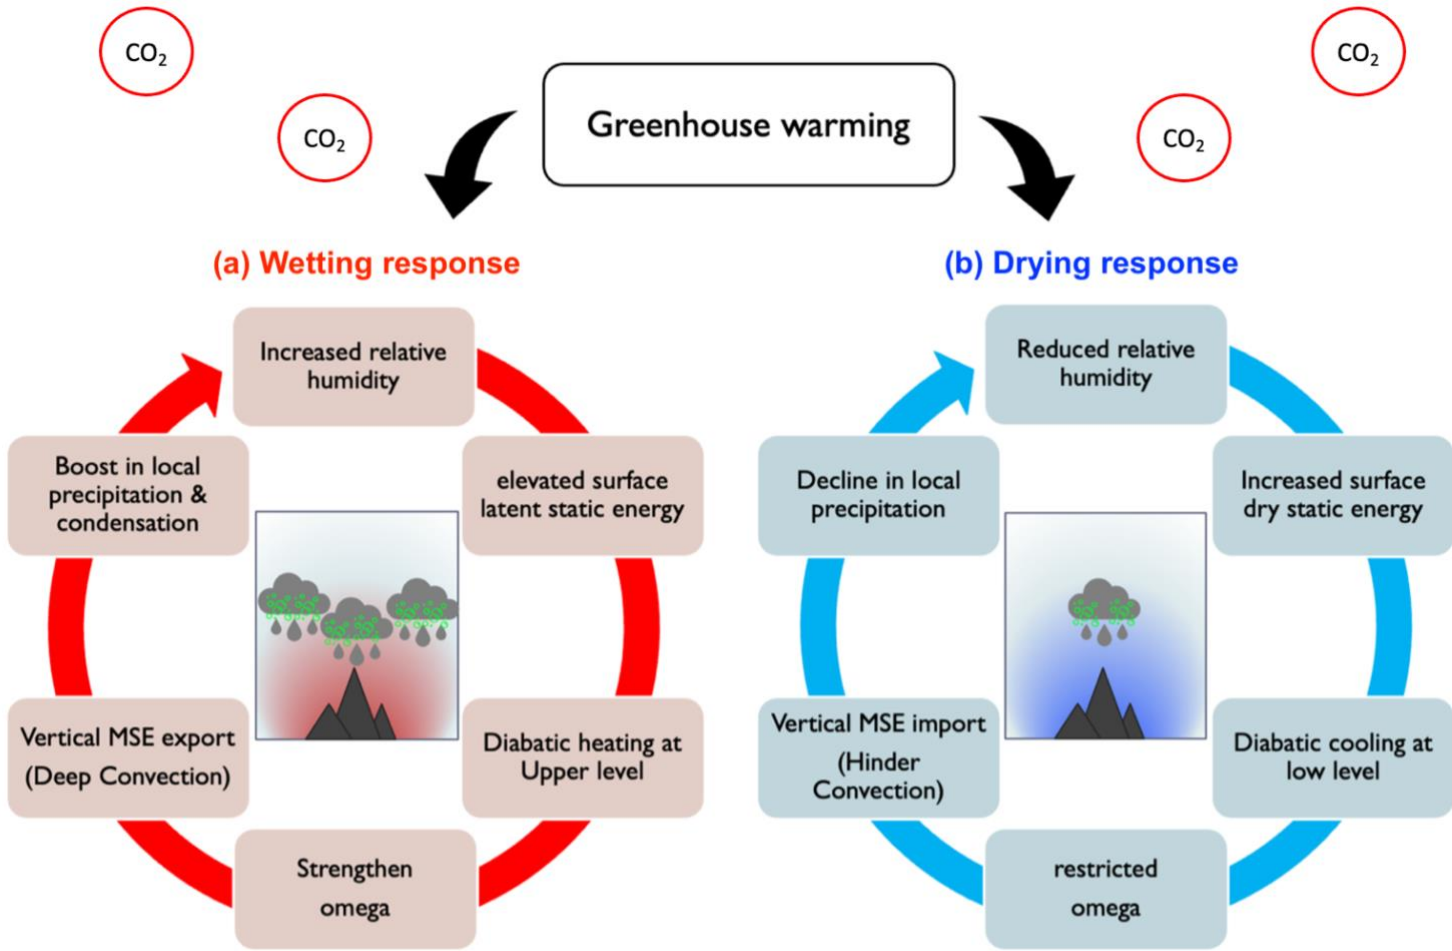 CO₂
CO₂
CO₂
CO₂
Greenhouse warming
(a) Wetting response
Increased relative
humidity
elevated surface
latent static energy
Diabatic heating at
Upper level
Strengthen
omega
Vertical MSE export
(Deep Convection)
Boost in local
precipitation &
condensation
(b) Drying response
Reduced relative
humidity
Increased surface
dry static energy
Diabatic cooling at
low level
restricted
omega
Vertical MSE import
(Hinder
Convection)
Decline in local
precipitation